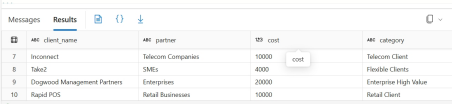 Messages Results
ABC client_name ABC partner 123 cost ABC category
7 Inconnect Telecom Companies 10000 Telecom Client
cost
8 Take2 SMEs 4000 Flexible Clients
9 Dogwood Management Partners Enterprises 20000 Enterprise High Value
10 Rapid POS Retail Businesses 10000 Retail Client